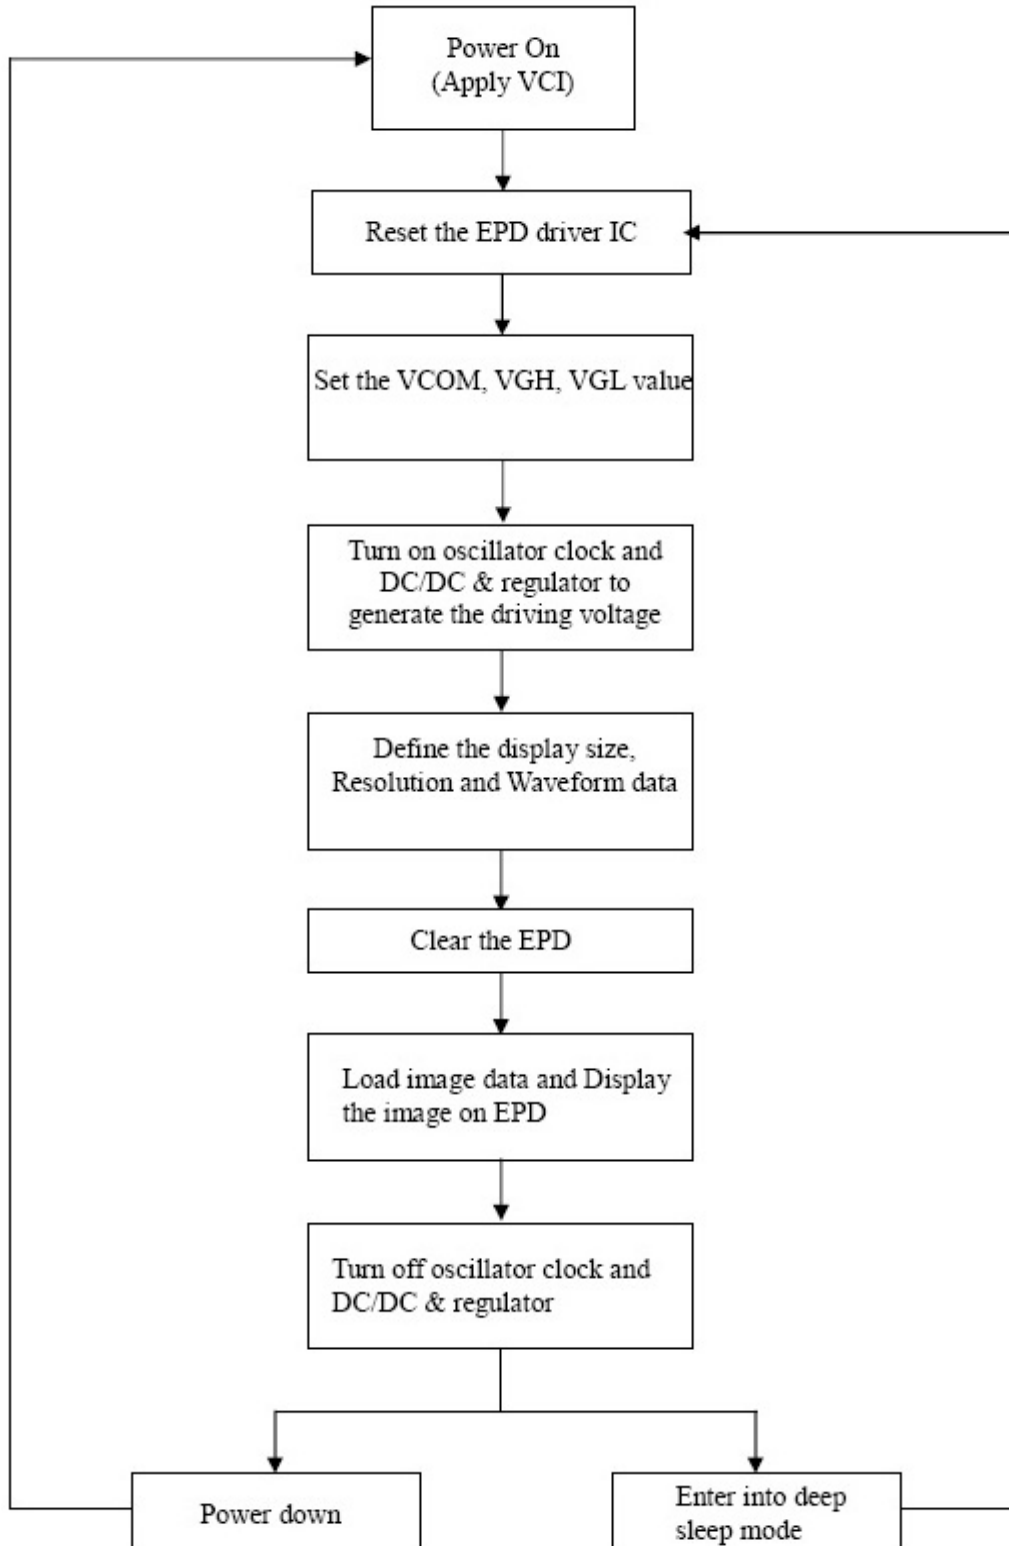 Power On
(Apply VCI)
Reset the EPD driver IC
Set the VCOM, VGH, VGL value
Turn on oscillator clock and
DC/DC & regulator to
generate the driving voltage
Define the display size,
Resolution and Waveform data
Clear the EPD
Load image data and Display
the image on EPD
Turn off oscillator clock and
DC/DC & regulator
Power down
Enter into deep
sleep mode